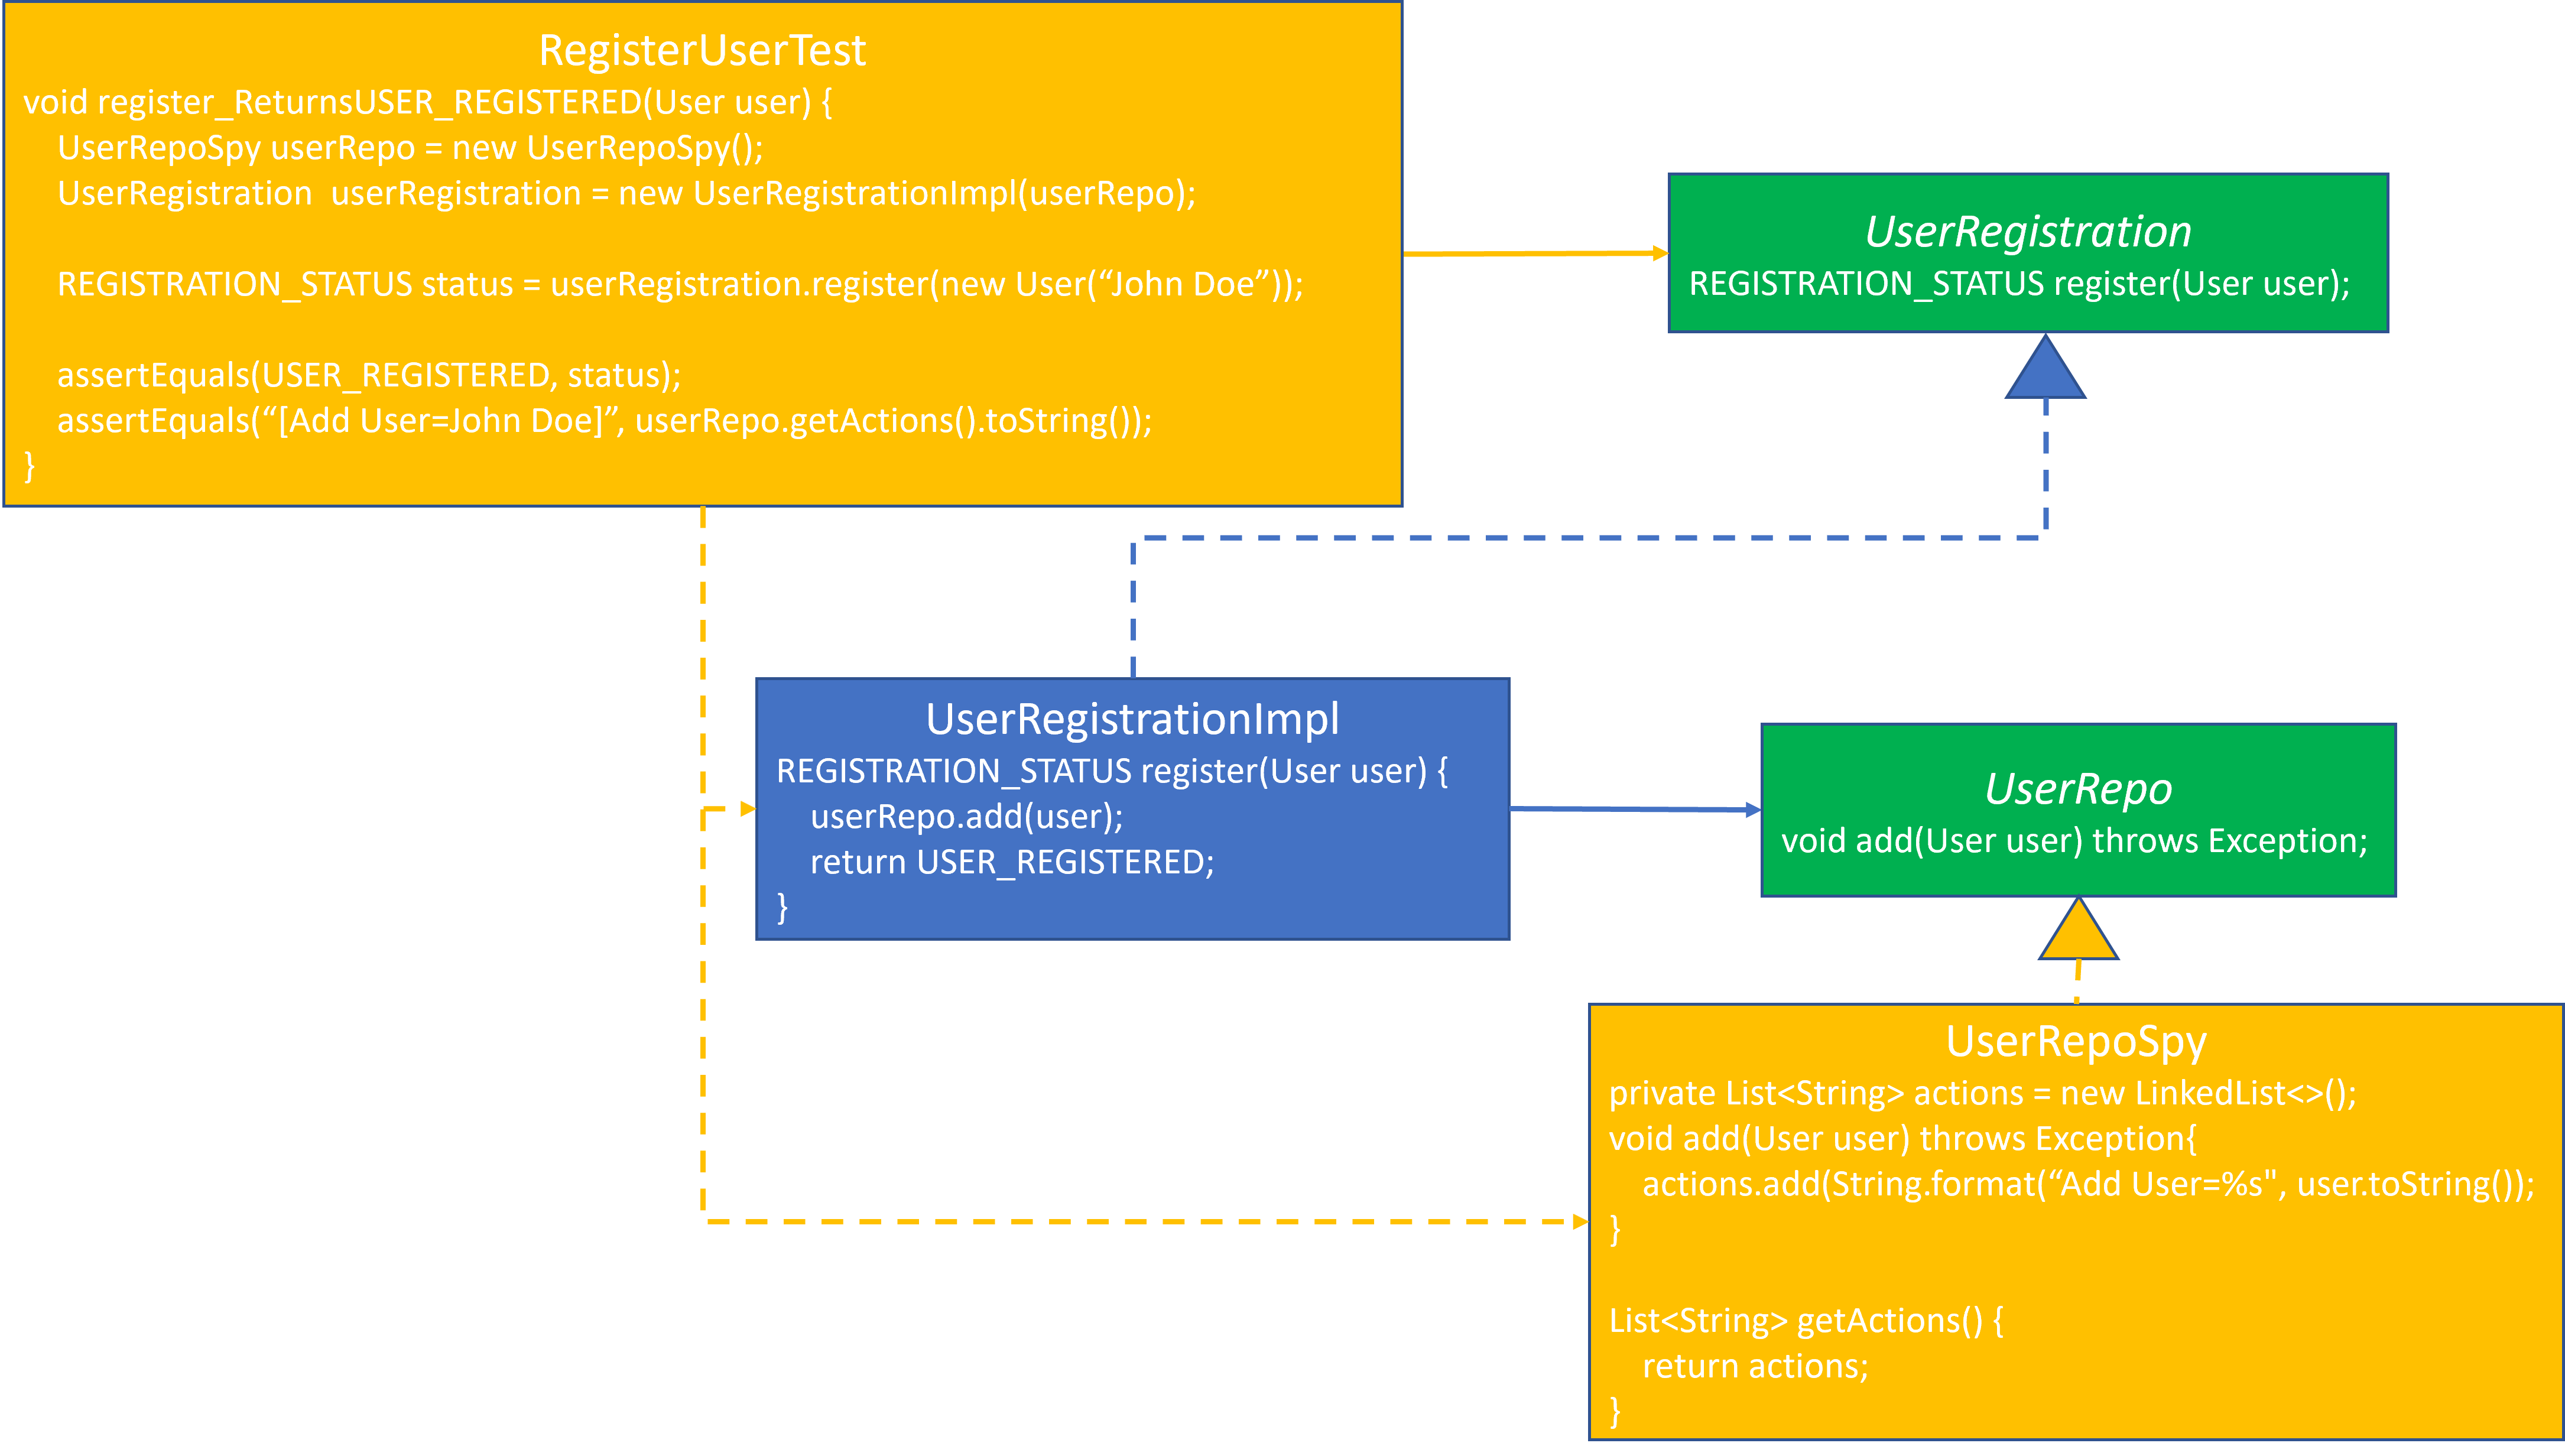 RegisterUserTest
void register_ReturnsUSER_REGISTERED(User user) {
UserRepoSpy userRepo = new UserRepoSpy();
UserRegistration  userRegistration = new UserRegistrationImpl(userRepo);
REGISTRATION_STATUS status = userRegistration.register(new User(“John Doe”));
assertEquals(USER_REGISTERED, status);
assertEquals(“[Add User=John Doe]”, userRepo.getActions().toString());
}
UserRegistration
REGISTRATION_STATUS register(User user);
UserRegistrationImpl
REGISTRATION_STATUS register(User user) {
userRepo.add(user);
return USER_REGISTERED;
}
UserRepo
void add(User user) throws Exception;
UserRepoSpy
private List<String> actions = new LinkedList<>();
void add(User user) throws Exception{
actions.add(String.format(“Add User=%s", user.toString());
}
List<String> getActions() {
return actions;
}